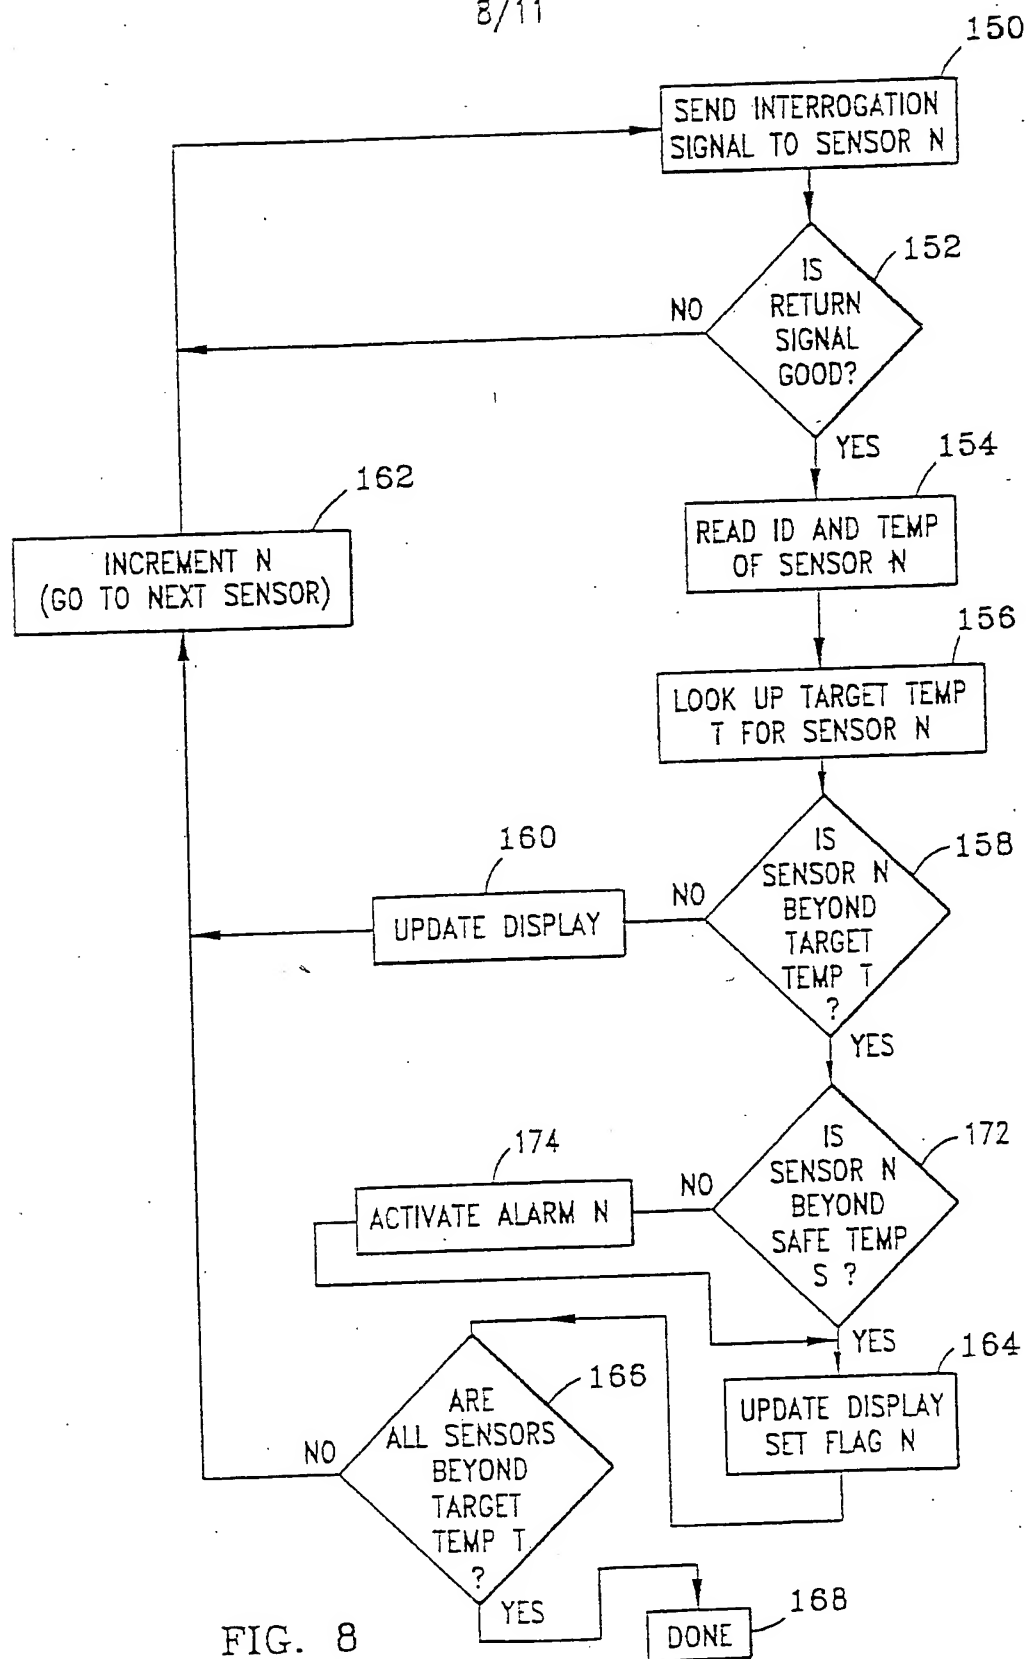 8/11
150
SEND INTERROGATION
SIGNAL TO SENSOR N
152
IS
RETURN
SIGNAL
GOOD?
NO
YES
154
162
READ ID AND TEMP
OF SENSOR N
INCREMENT N
(GO TO NEXT SENSOR)
156
LOOK UP TARGET TEMP
T FOR SENSOR N
158
IS
SENSOR N
BEYOND
TARGET
TEMP T
?
160
NO
UPDATE DISPLAY
YES
172
IS
SENSOR N
BEYOND
SAFE TEMP
S ?
174
NO
ACTIVATE ALARM N
YES
164
UPDATE DISPLAY
SET FLAG N
166
ARE
ALL SENSORS
BEYOND
TARGET
TEMP T
?
NO
YES
168
DONE
FIG. 8